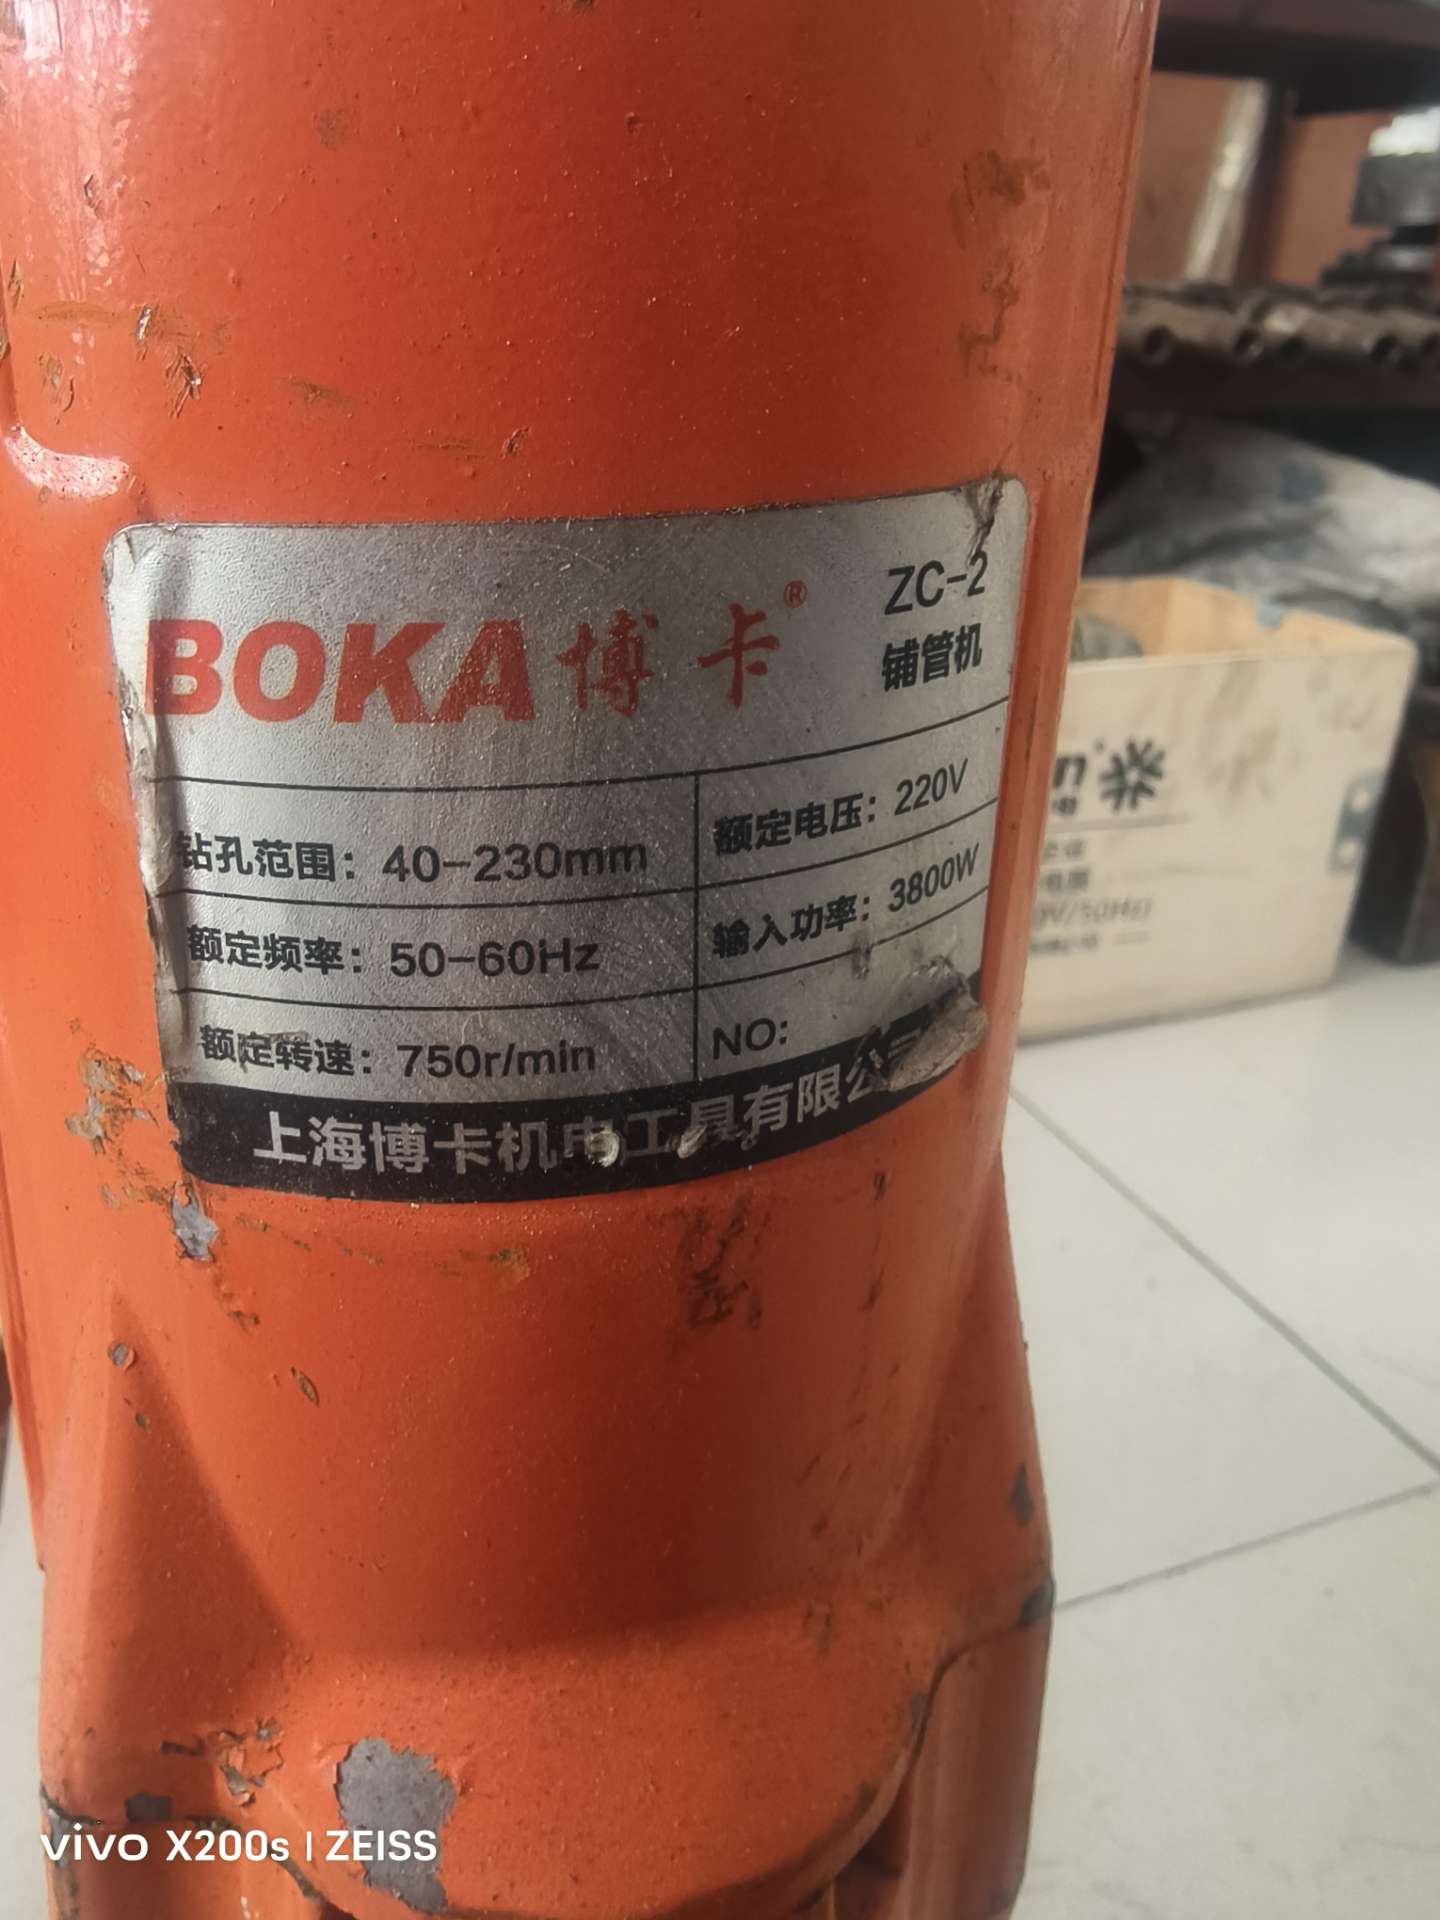 BOKA博卡®
ZC-2
铺管机
钻孔范围：40-230mm
额定电压：220V
额定频率：50-60Hz
输入功率：3800W
额定转速：750r/min
NO:
上海博卡机电工具有限公司
vivo X200s | ZEISS